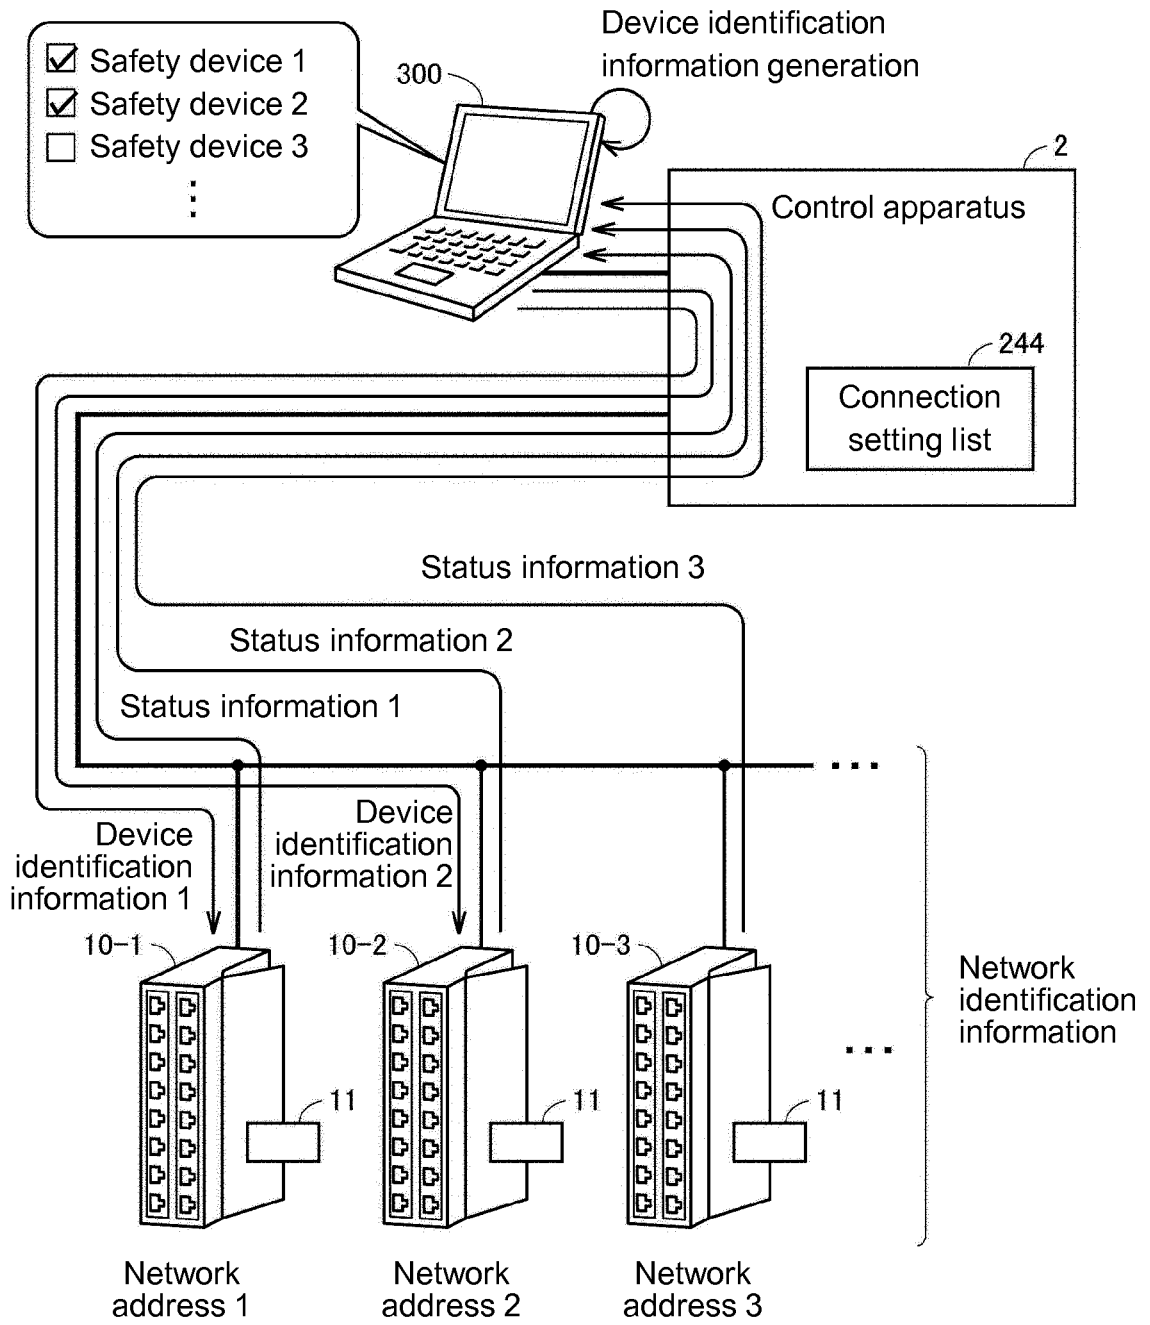 Device identification
information generation
Safety device 1
Safety device 2
Safety device 3
300
2
Control apparatus
244
Connection
setting list
Status information 3
Status information 2
Status information 1
Device
identification
information 1
Device
identification
information 2
10-1
10-2
10-3
Network
identification
information
11
11
11
Network
address 1
Network
address 2
Network
address 3